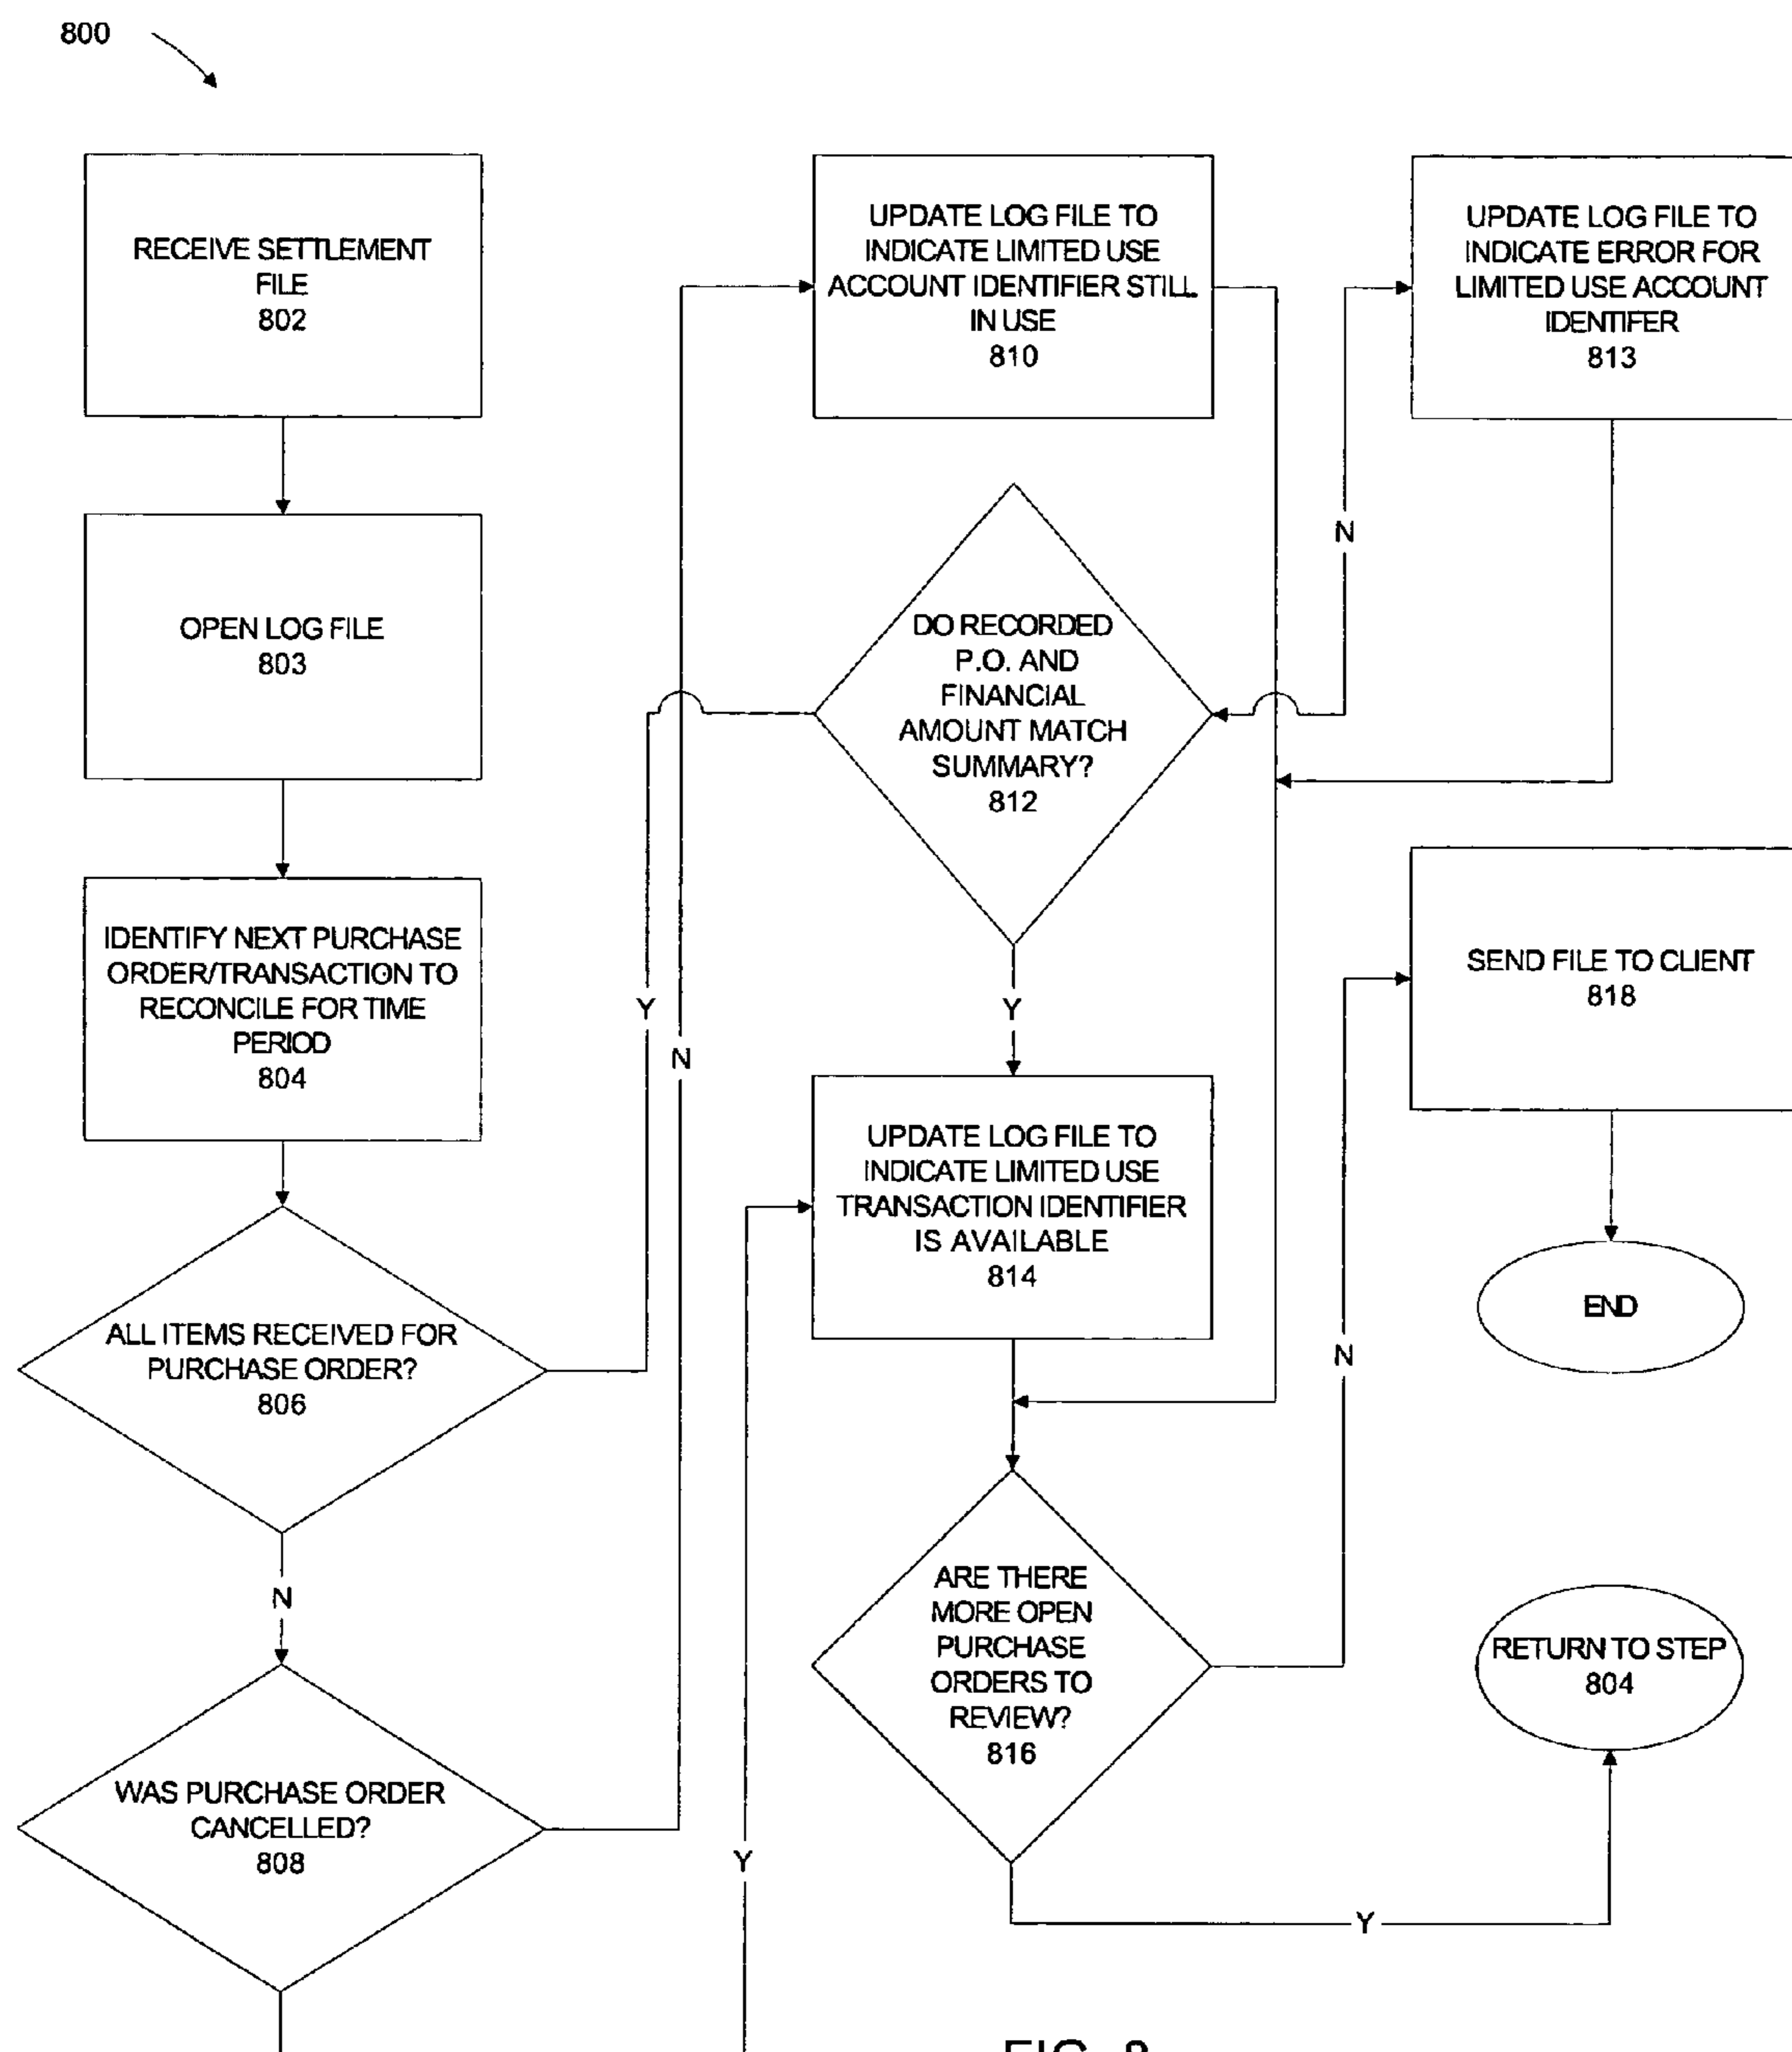 800
RECEIVE SETTLEMENT
FILE
802
OPEN LOG FILE
803
IDENTIFY NEXT PURCHASE
ORDER/TRANSACTION TO
RECONCILE FOR TIME
PERIOD
804
ALL ITEMS RECEIVED FOR
PURCHASE ORDER?
806
N
WAS PURCHASE ORDER
CANCELLED?
808
Y
N
Y
UPDATE LOG FILE TO
INDICATE LIMITED USE
ACCOUNT IDENTIFIER STILL
IN USE
810
DO RECORDED
P.O. AND
FINANCIAL
AMOUNT MATCH
SUMMARY?
812
Y
UPDATE LOG FILE TO
INDICATE LIMITED USE
TRANSACTION IDENTIFIER
IS AVAILABLE
814
ARE THERE
MORE OPEN
PURCHASE
ORDERS TO
REVIEW?
816
N
N
Y
UPDATE LOG FILE TO
INDICATE ERROR FOR
LIMITED USE ACCOUNT
IDENTIFER
813
SEND FILE TO CLIENT
818
END
RETURN TO STEP
804
FIG. 8